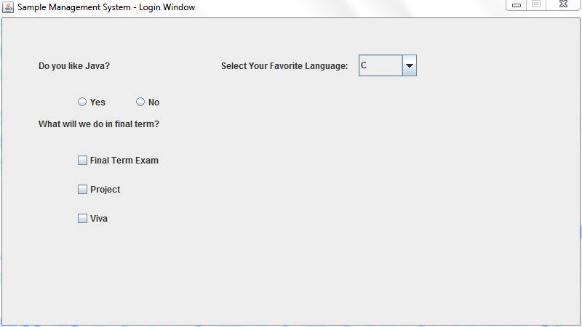 Sample Management System - Login Window
Do you like Java?
Select Your Favorite Language:
C
Yes
No
What will we do in final term?
Final Term Exam
Project
Viva